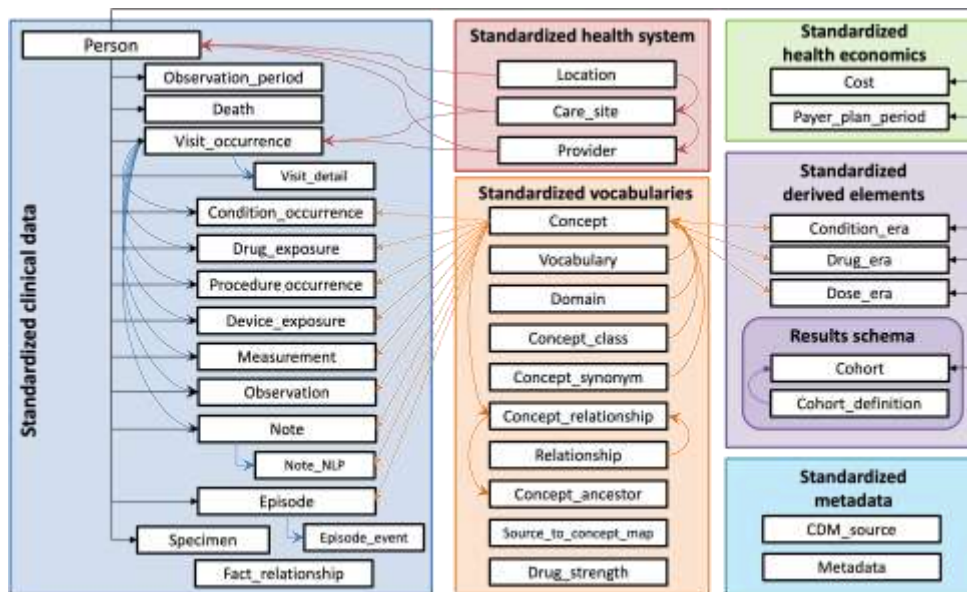 Standardized clinical data
Person
Observation_period
Death
Visit_occurrence
Visit_detail
Condition_occurrence
Drug_exposure
Procedure occurrence
Device_exposure
Measurement
Observation
Note
Note_NLP
Episode
Specimen
Episode_event
Fact_relationship
Standardized health system
Location
Care_site
Provider
Standardized vocabularies
Concept
Vocabulary
Domain
Concept_class
Concept_synonym
Concept_relationship
Relationship
Concept_ancestor
Source_to_concept_map
Drug_strength
Standardized
health economics
Cost
Payer_plan_period
Standardized
derived elements
Condition_era
Drug_era
Dose_era
Results schema
Cohort
Cohort_definition
Standardized
metadata
CDM_source
Metadata